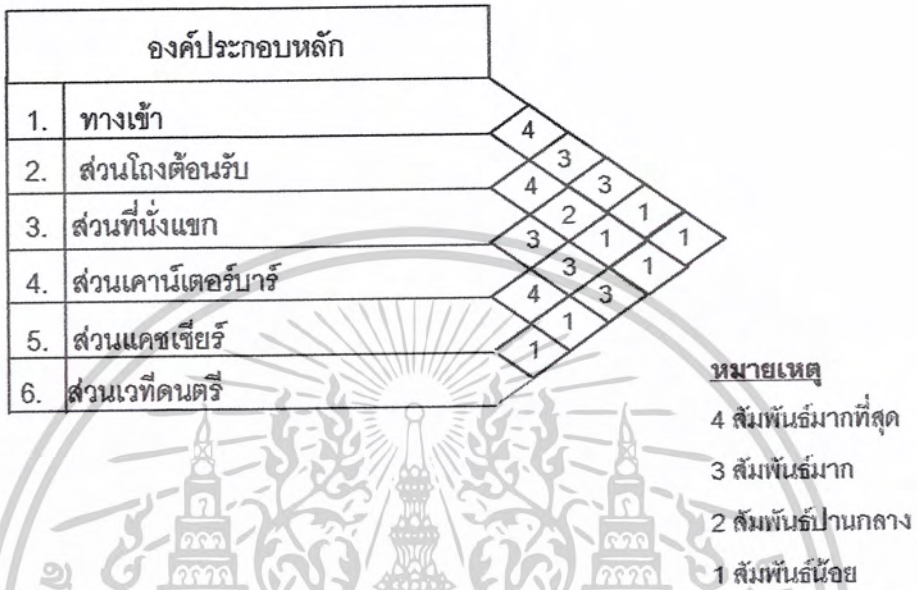 องค์ประกอบหลัก
1. ทางเข้า
2. ส่วนโถงต้อนรับ
3. ส่วนที่นั่งแขก
4. ส่วนเคาน์เตอร์บาร์
5. ส่วนแคชเชียร์
6. ส่วนเวทีดนตรี
4
3
4 3
2 1
3 1 1
3 1
4 3
1
1
หมายเหตุ
4 สัมพันธ์มากที่สุด
3 สัมพันธ์มาก
2 สัมพันธ์ปานกลาง
1 สัมพันธ์น้อย